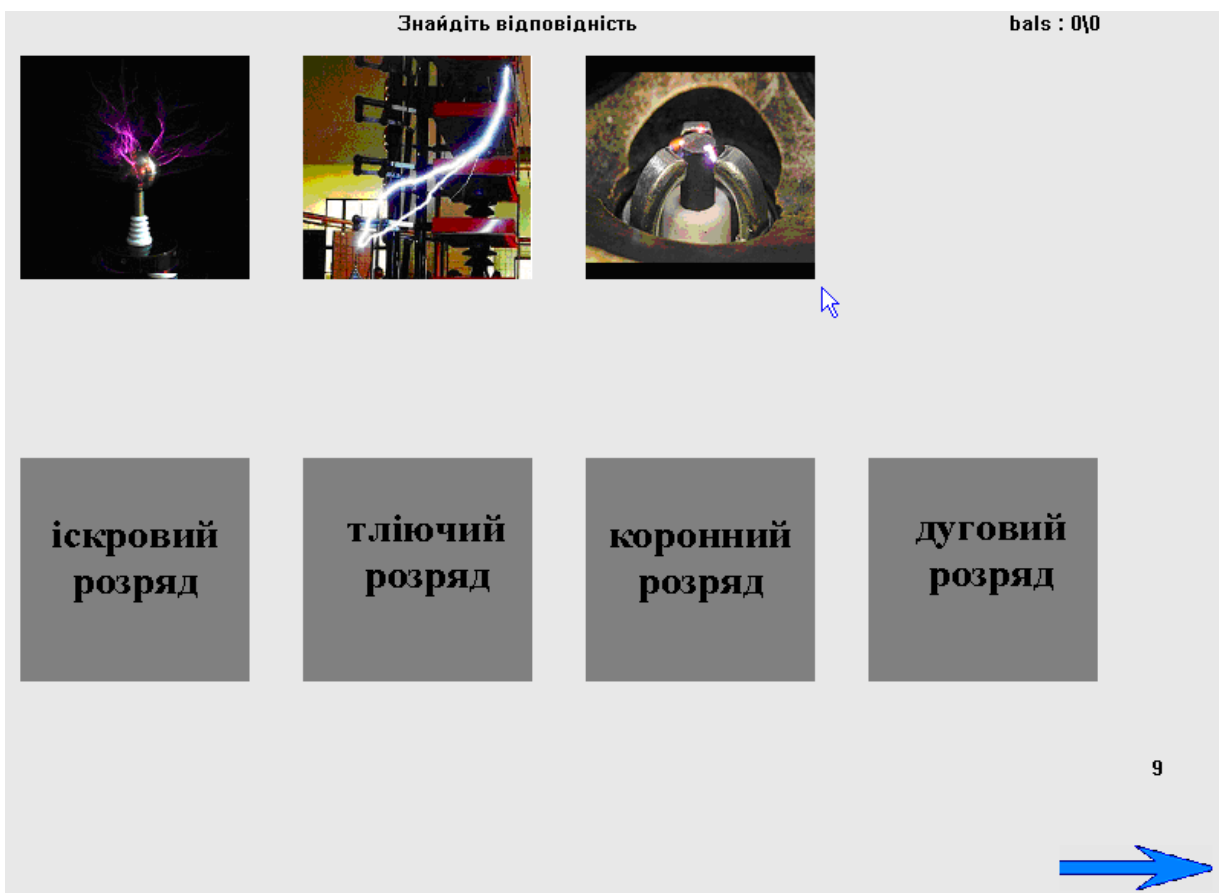 Знайдіть відповідність
bals : 0\0
іскровий
розряд
тліючий
розряд
коронний
розряд
дуговий
розряд
9